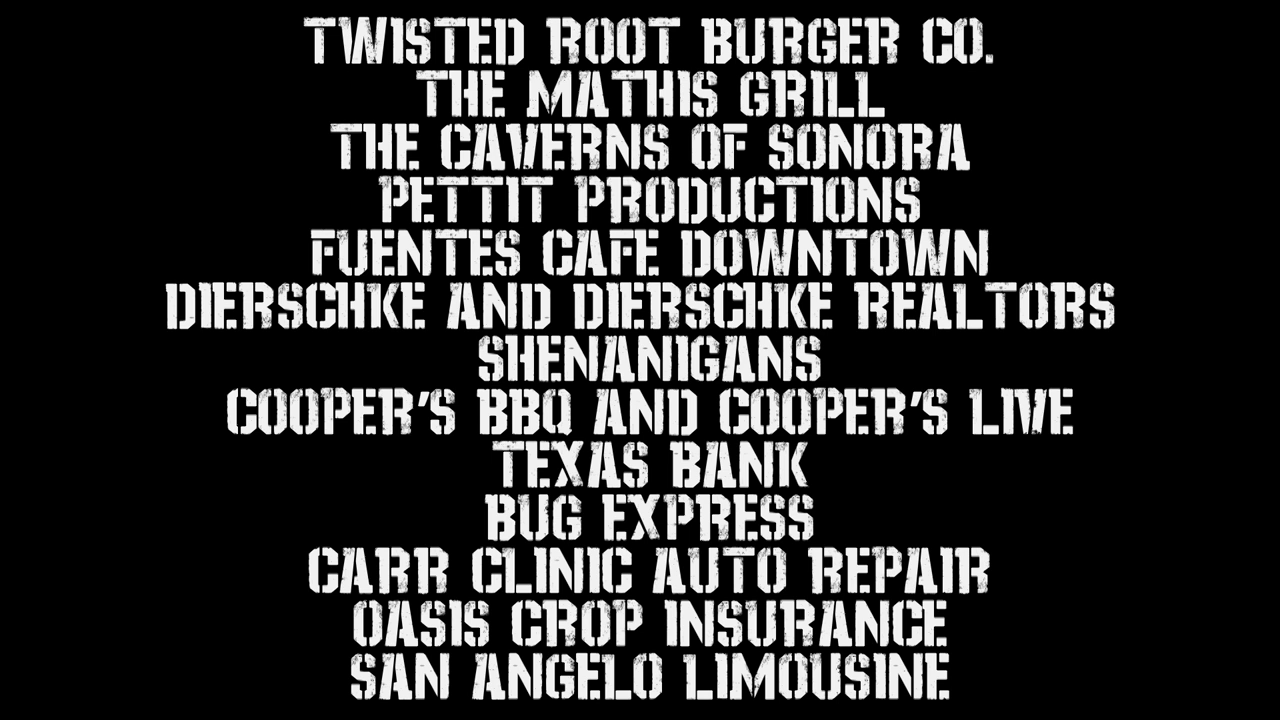 TWISTED ROOT BURGER CO.
THE MATHIS GRILL
THE CAVERNS OF SONORA
PETTIT PRODUCTIONS
FUENTES CAFE DOWNTOWN
DIERSCHKE AND DIERSCHKE REALTORS
SHENANIGANS
COOPER'S BBQ AND COOPER'S LIVE
TEXAS BANK
BUG EXPRESS
CARR CLINIC AUTO REPAIR
OASIS CROP INSURANCE
SAN ANGELO LIMOUSINE